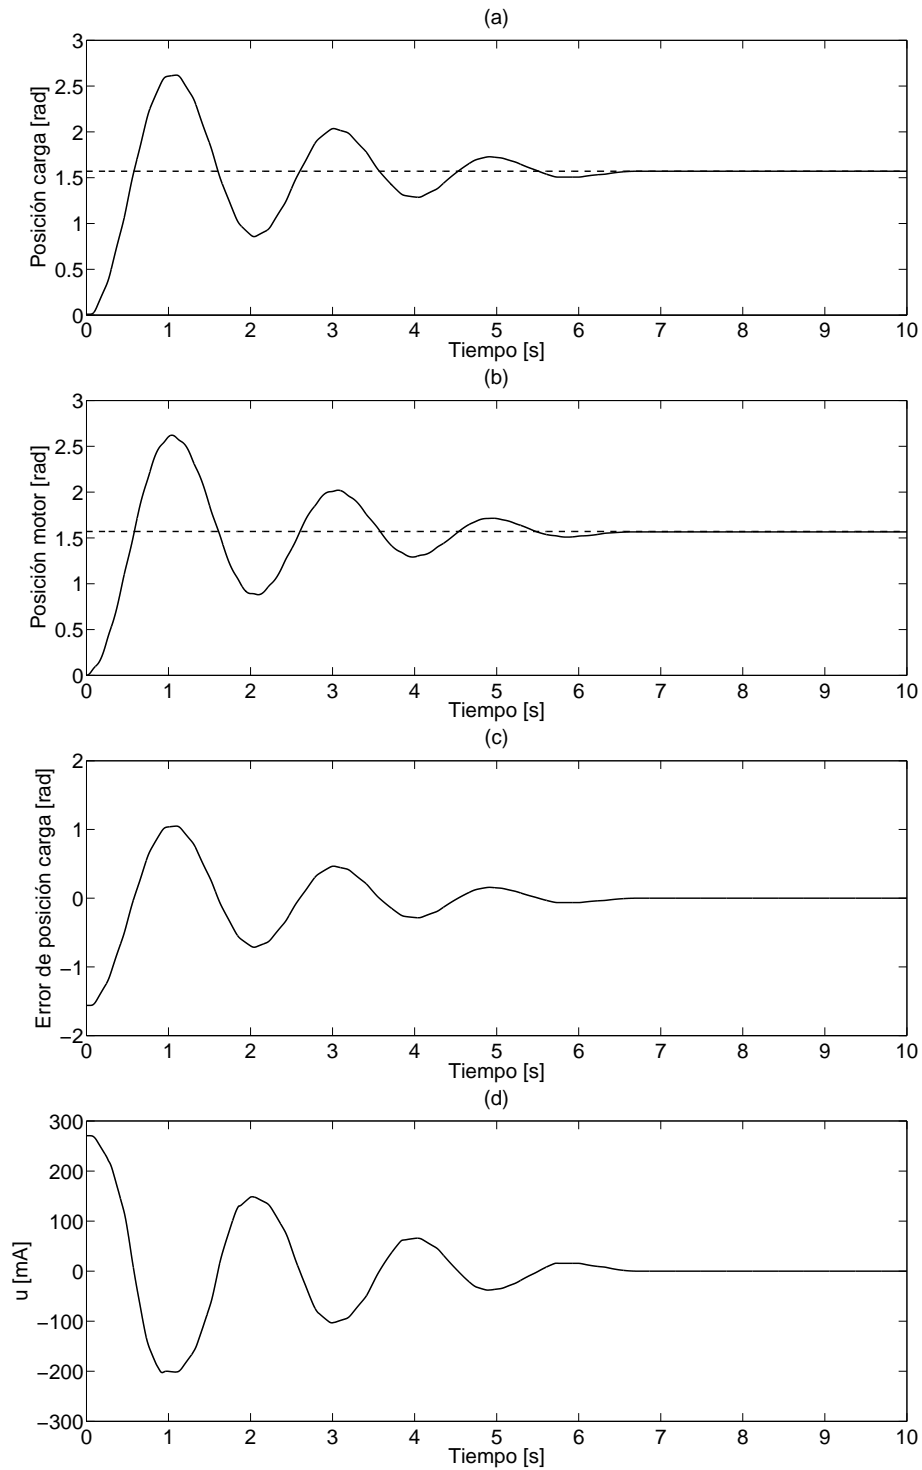 (a)
Posición carga [rad]
3
2.5
2
1.5
1
0.5
0
0 1 2 3 4 5 6 7 8 9 10
Tiempo [s]
(b)
Posición motor [rad]
3
2.5
2
1.5
1
0.5
0
0 1 2 3 4 5 6 7 8 9 10
Tiempo [s]
(c)
Error de posición carga [rad]
2
1
0
−1
−2
0 1 2 3 4 5 6 7 8 9 10
Tiempo [s]
(d)
u [mA]
300
200
100
0
−100
−200
−300
0 1 2 3 4 5 6 7 8 9 10
Tiempo [s]